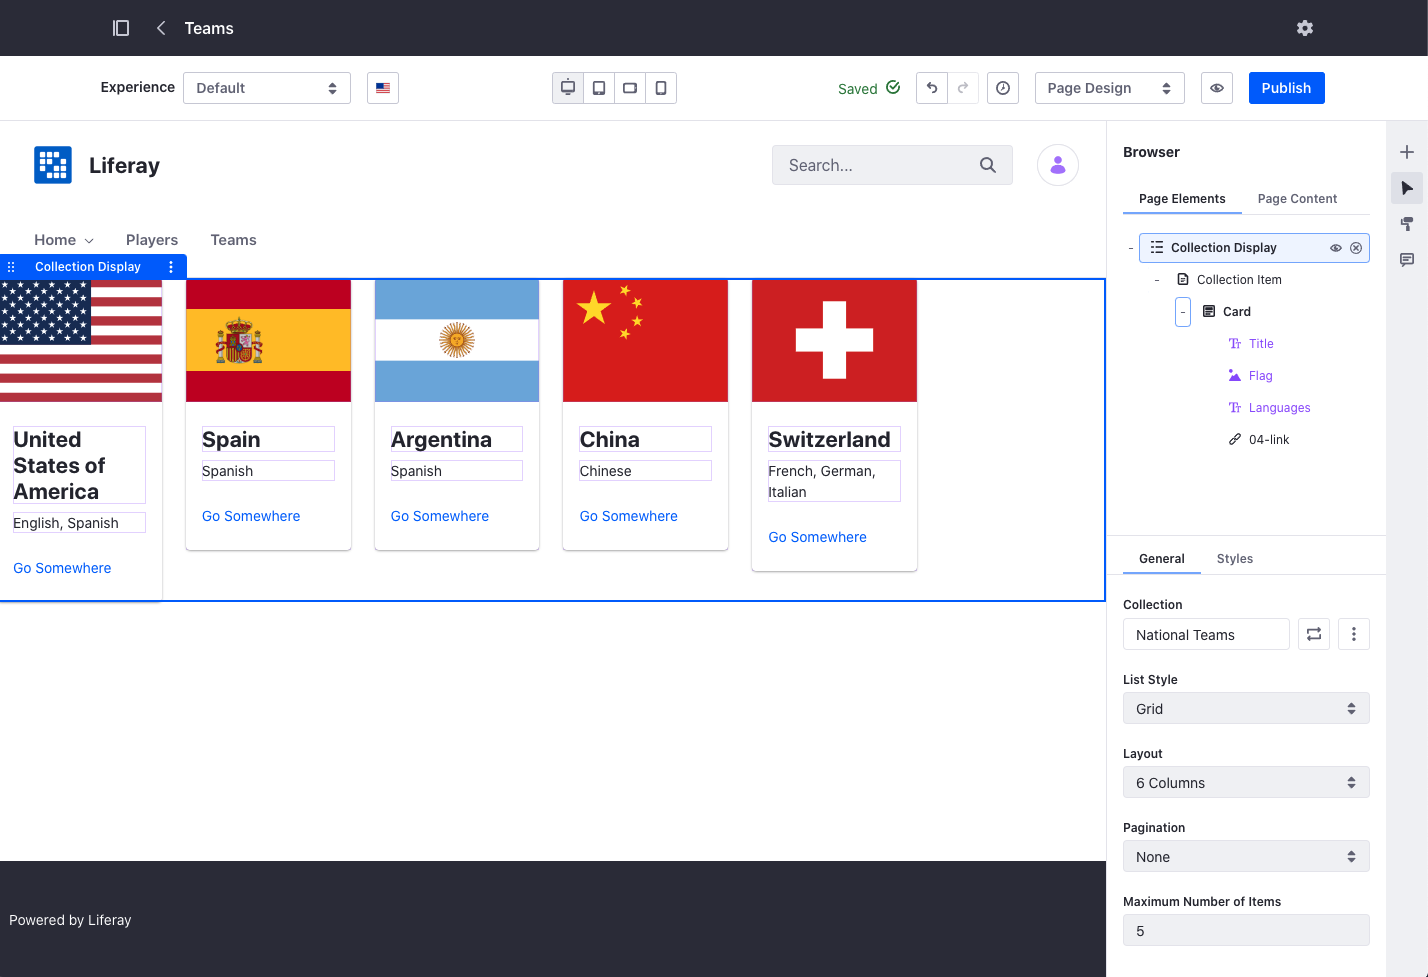 Teams
Experience
Default
Saved
Page Design
Publish
Liferay
Search...
Home
Players
Teams
Collection Display
United
States of
America
English, Spanish
Go Somewhere
Spain
Spanish
Go Somewhere
Argentina
Spanish
Go Somewhere
China
Chinese
Go Somewhere
Switzerland
French, German,
Italian
Go Somewhere
Powered by Liferay
Browser
Page Elements
Page Content
Collection Display
Collection Item
Card
Title
Flag
Languages
04-link
General
Styles
Collection
National Teams
List Style
Grid
Layout
6 Columns
Pagination
None
Maximum Number of Items
5